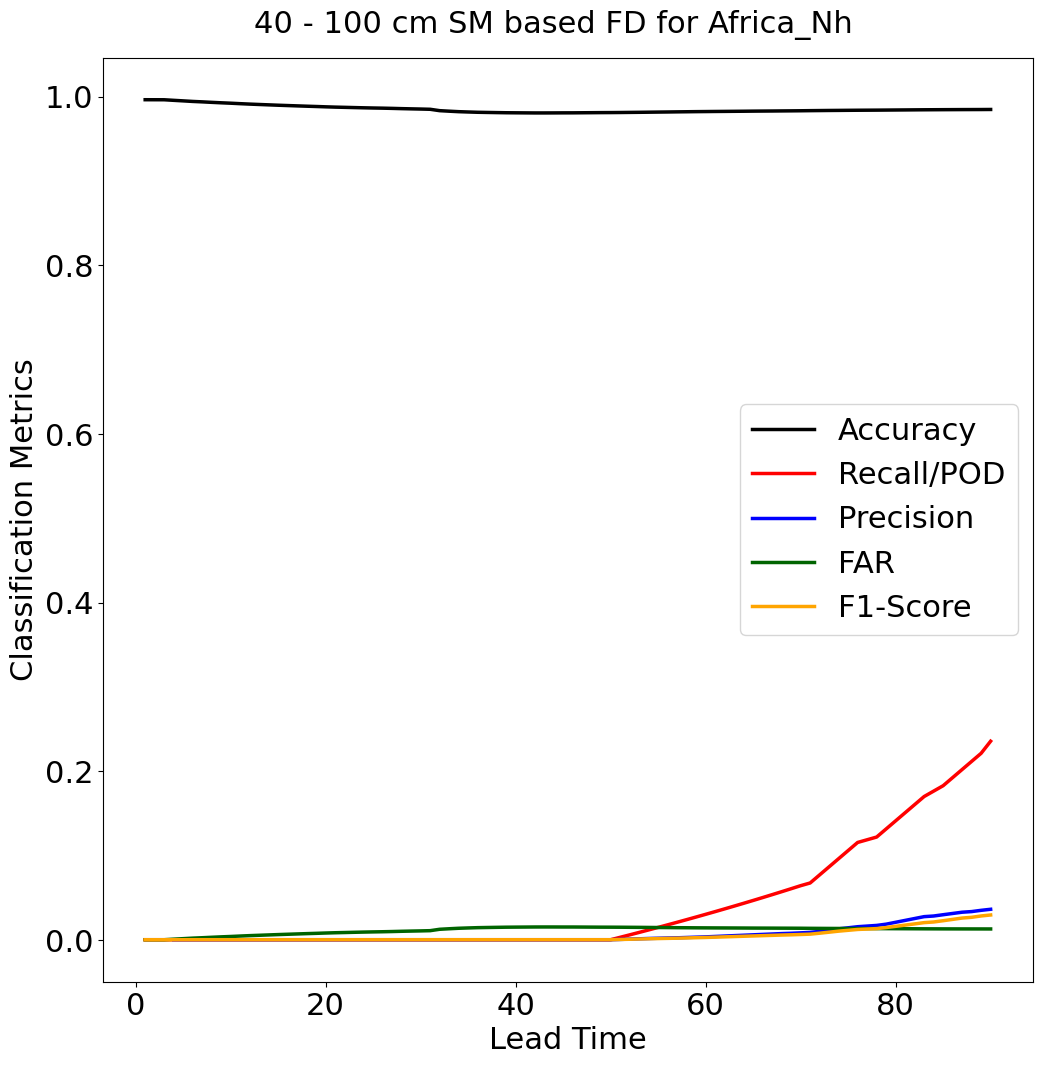 40 - 100 cm SM based FD for Africa_Nh
1.0
0.8
0.6
0.4
0.2
0.0
Classification Metrics
Accuracy
Recall/POD
Precision
FAR
F1-Score
0 20 40 60 80
Lead Time